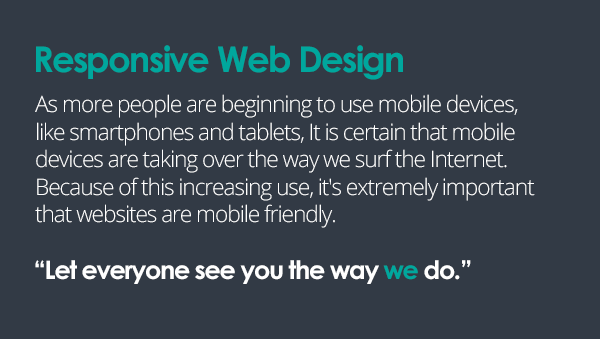 Responsive Web Design
As more people are beginning to use mobile devices,
like smartphones and tablets, It is certain that mobile
devices are taking over the way we surf the Internet.
Because of this increasing use, it's extremely important
that websites are mobile friendly.
“Let everyone see you the way we do.”